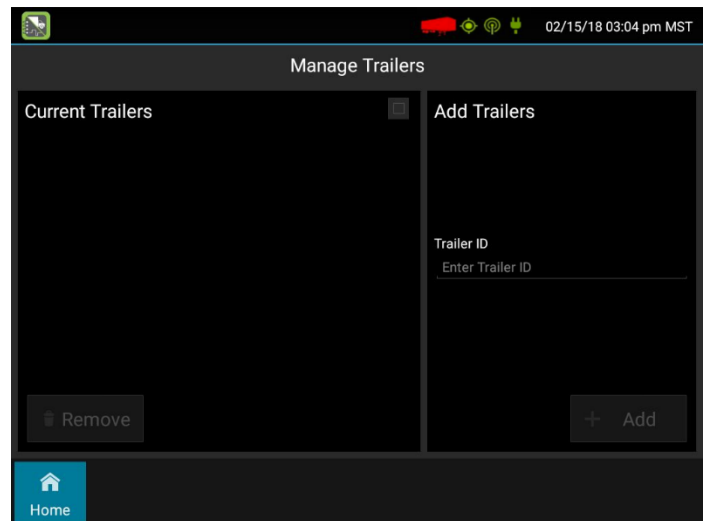 02/15/18 03:04 pm MST
Manage Trailers
Current Trailers
Add Trailers
Trailer ID
Enter Trailer ID
Remove
+ Add
Home